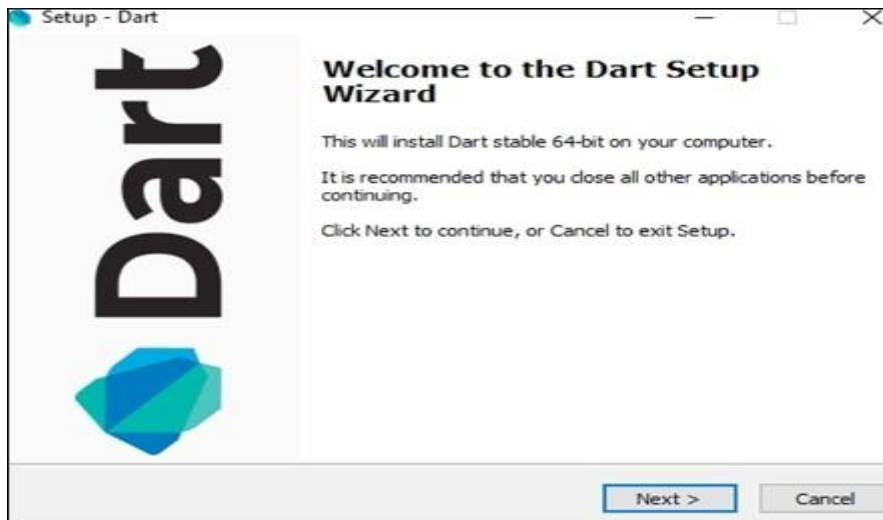 Setup - Dart
Dart
Welcome to the Dart Setup
Wizard
This will install Dart stable 64-bit on your computer.
It is recommended that you close all other applications before
continuing.
Click Next to continue, or Cancel to exit Setup.
Next >
Cancel